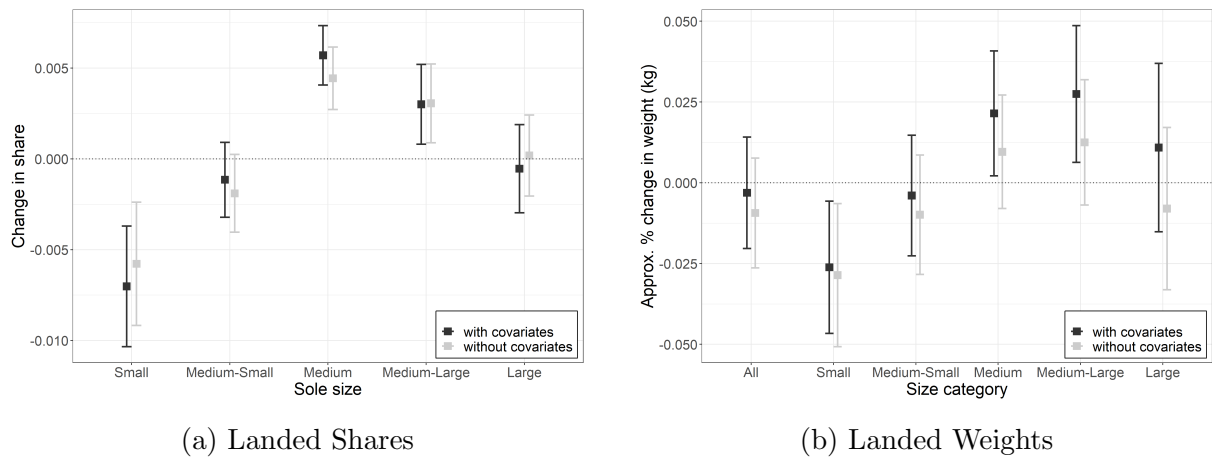 Change in share
0.005
0.000
-0.005
-0.010
Small Medium-Small Medium Medium-Large Large
Sole size
with covariates
without covariates
(a) Landed Shares
Approx. % change in weight (kg)
0.050
0.025
0.000
-0.025
-0.050
All Small Medium-Small Medium Medium-Large Large
Size category
with covariates
without covariates
(b) Landed Weights